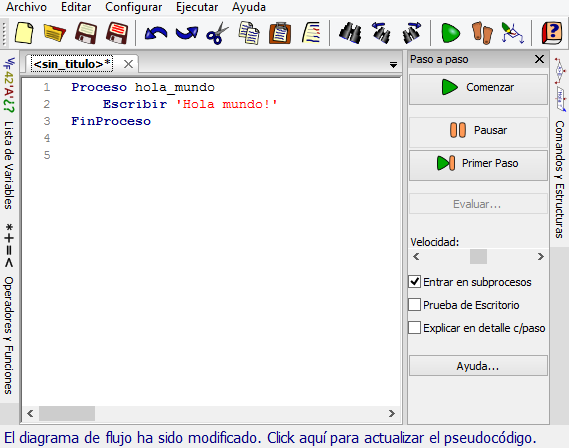 Archivo Editar Configurar Ejecutar Ayuda
<sin_titulo>*
1 Proceso hola_mundo
2 Escribir 'Hola mundo!'
3 FinProceso
4
5
Lista de Variables
* + = < Operadores y Funciones
Paso a paso
Comenzar
Pausar
Primer Paso
Evaluar...
Velocidad:
Entrar en subprocesos
Prueba de Escritorio
Explicar en detalle c/paso
Ayuda...
Comandos y Estructuras
El diagrama de flujo ha sido modificado. Click aquí para actualizar el pseudocódigo.